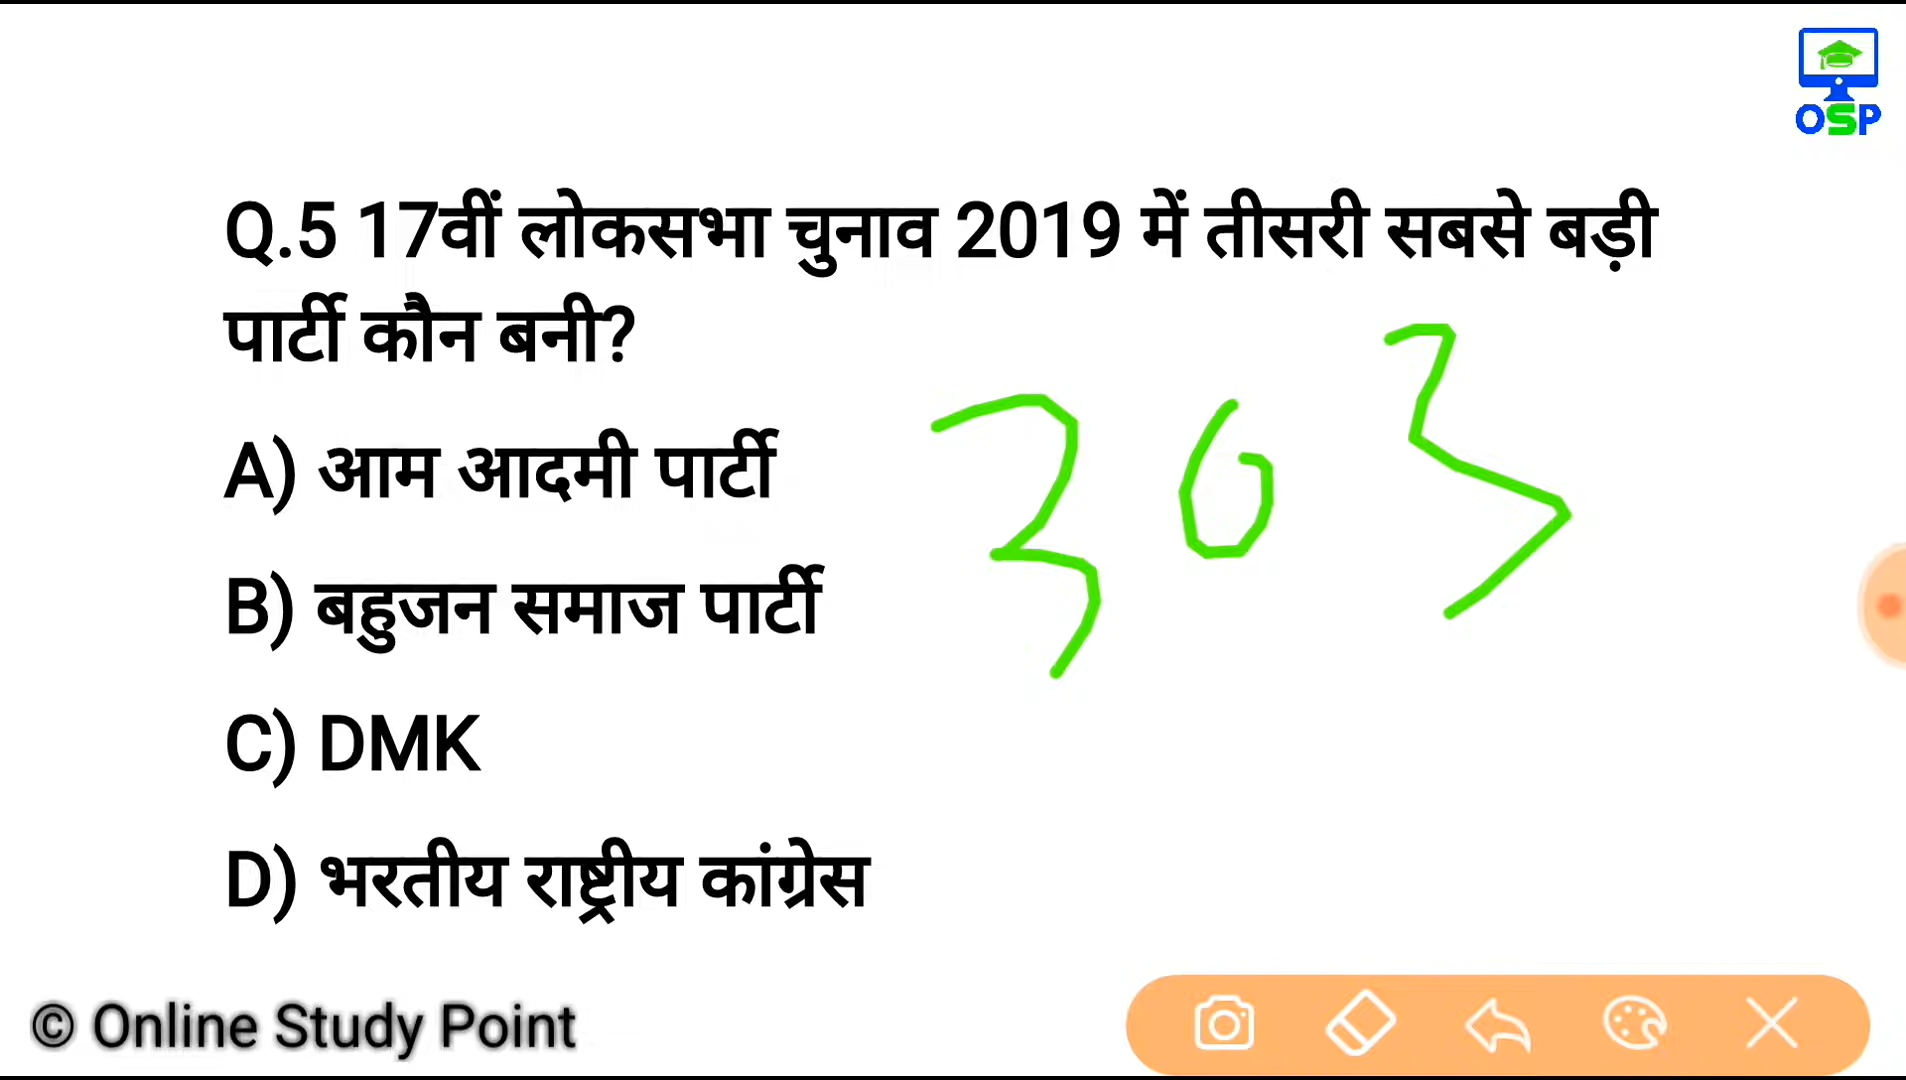 OSP
Q.5 17वीं लोकसभा चुनाव 2019 में तीसरी सबसे बड़ी
पार्टी कौन बनी?
303
A) आम आदमी पार्टी
B) बहुजन समाज पार्टी
C) DMK
D) भरतीय राष्ट्रीय कांग्रेस
© Online Study Point